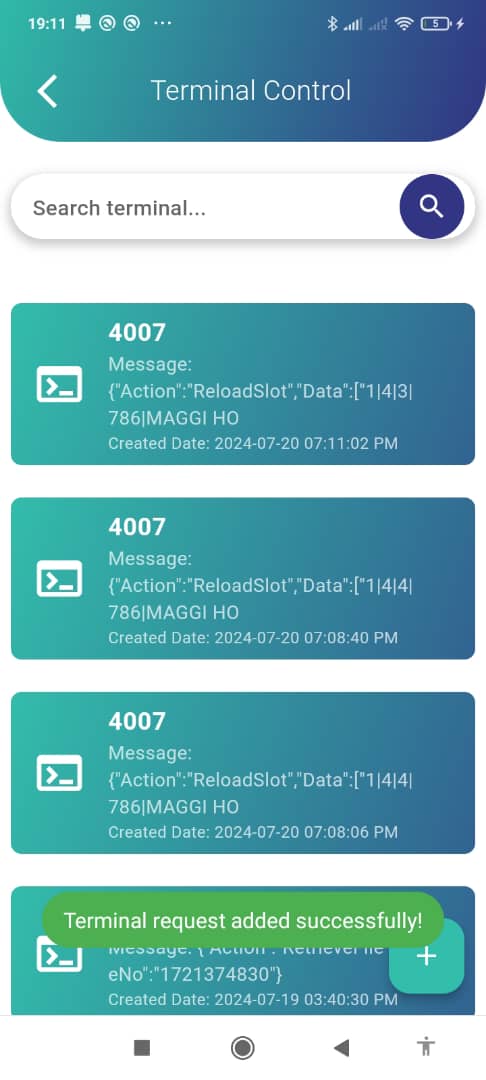 19:11
5
Terminal Control
Search terminal...
4007
Message:
{"Action":"ReloadSlot","Data":["1|4|3|
786|MAGGI HO
Created Date: 2024-07-20 07:11:02 PM
4007
Message:
{"Action":"ReloadSlot","Data":["1|4|4|
786|MAGGI HO
Created Date: 2024-07-20 07:08:40 PM
4007
Message:
{"Action":"ReloadSlot","Data":["1|4|4|
786|MAGGI HO
Created Date: 2024-07-20 07:08:06 PM
Terminal request added successfully!
Message: {"Action":"RetrieveFile
eNo":"1721374830"}
Created Date: 2024-07-19 03:40:30 PM